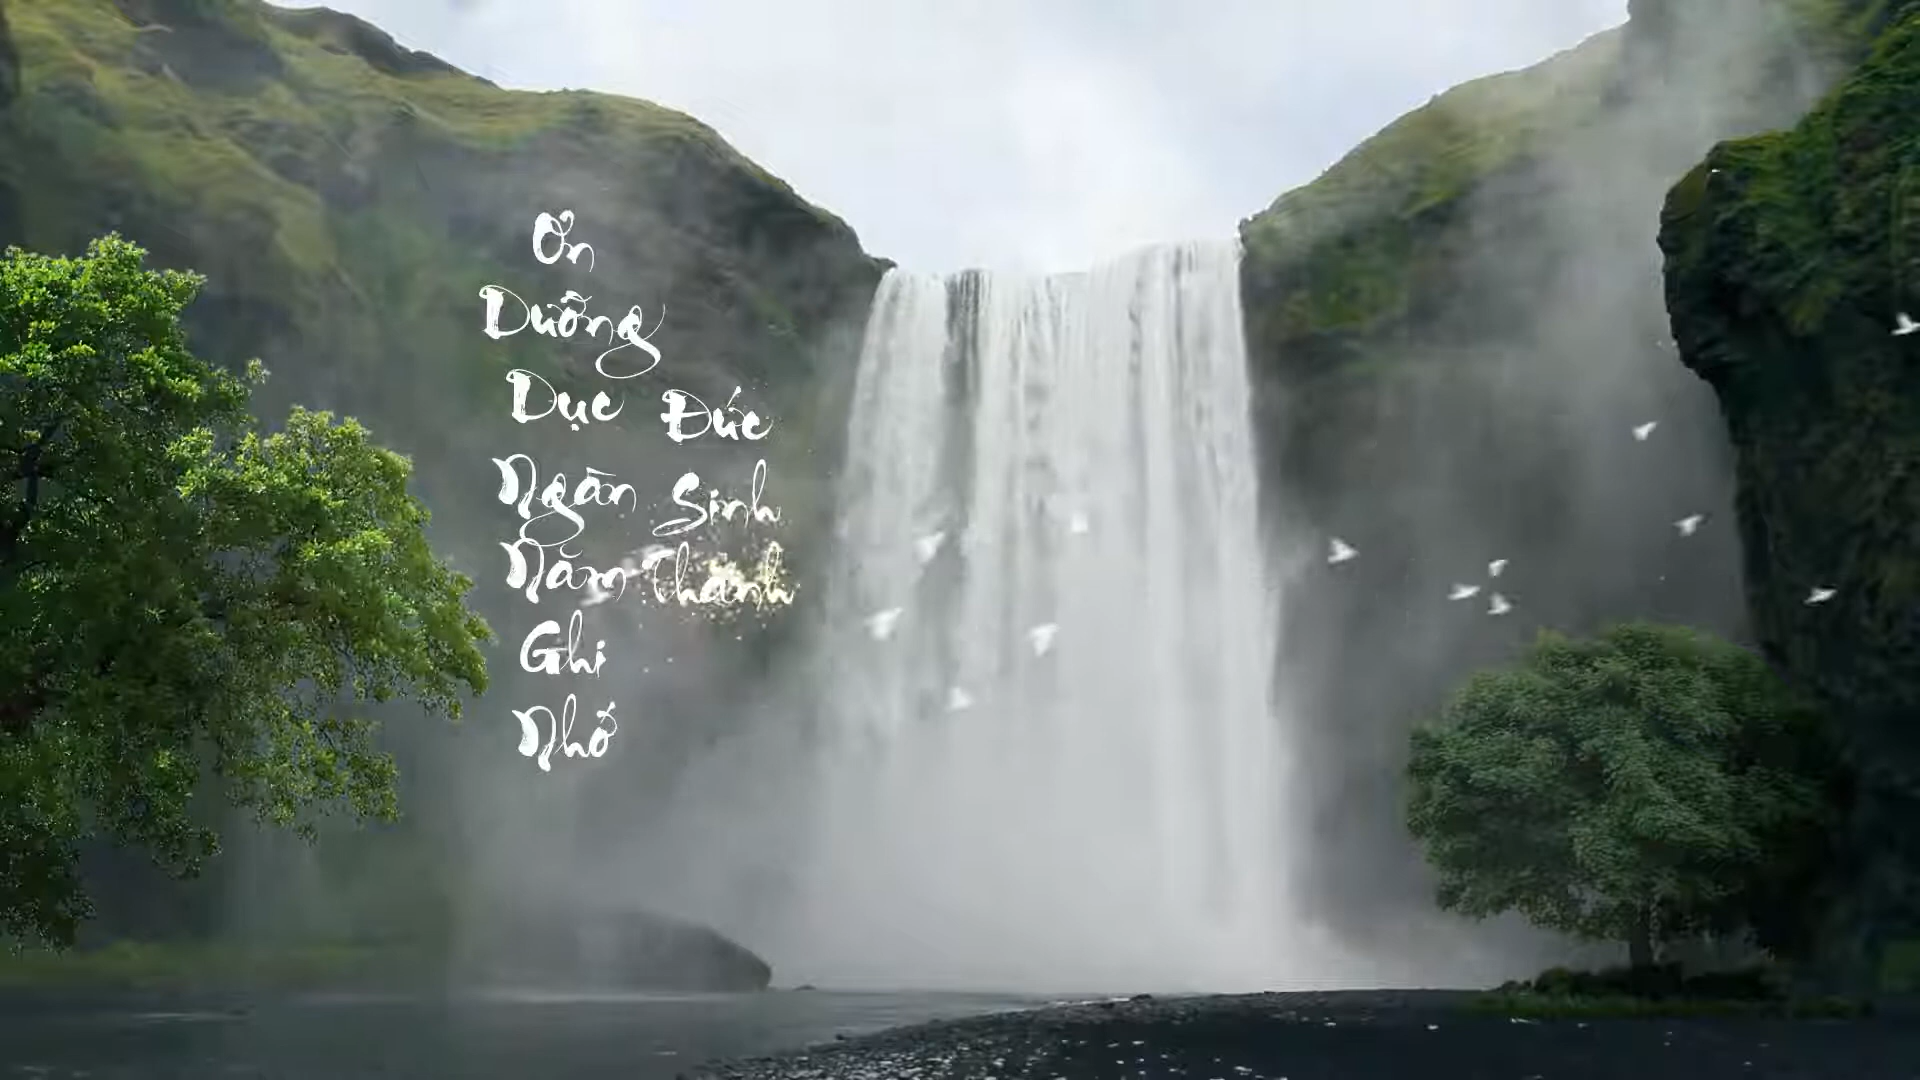 Ơn
Dưỡng
Dục
Ngàn
Năm
Ghi
Nhớ
Đức
Sinh
Thành